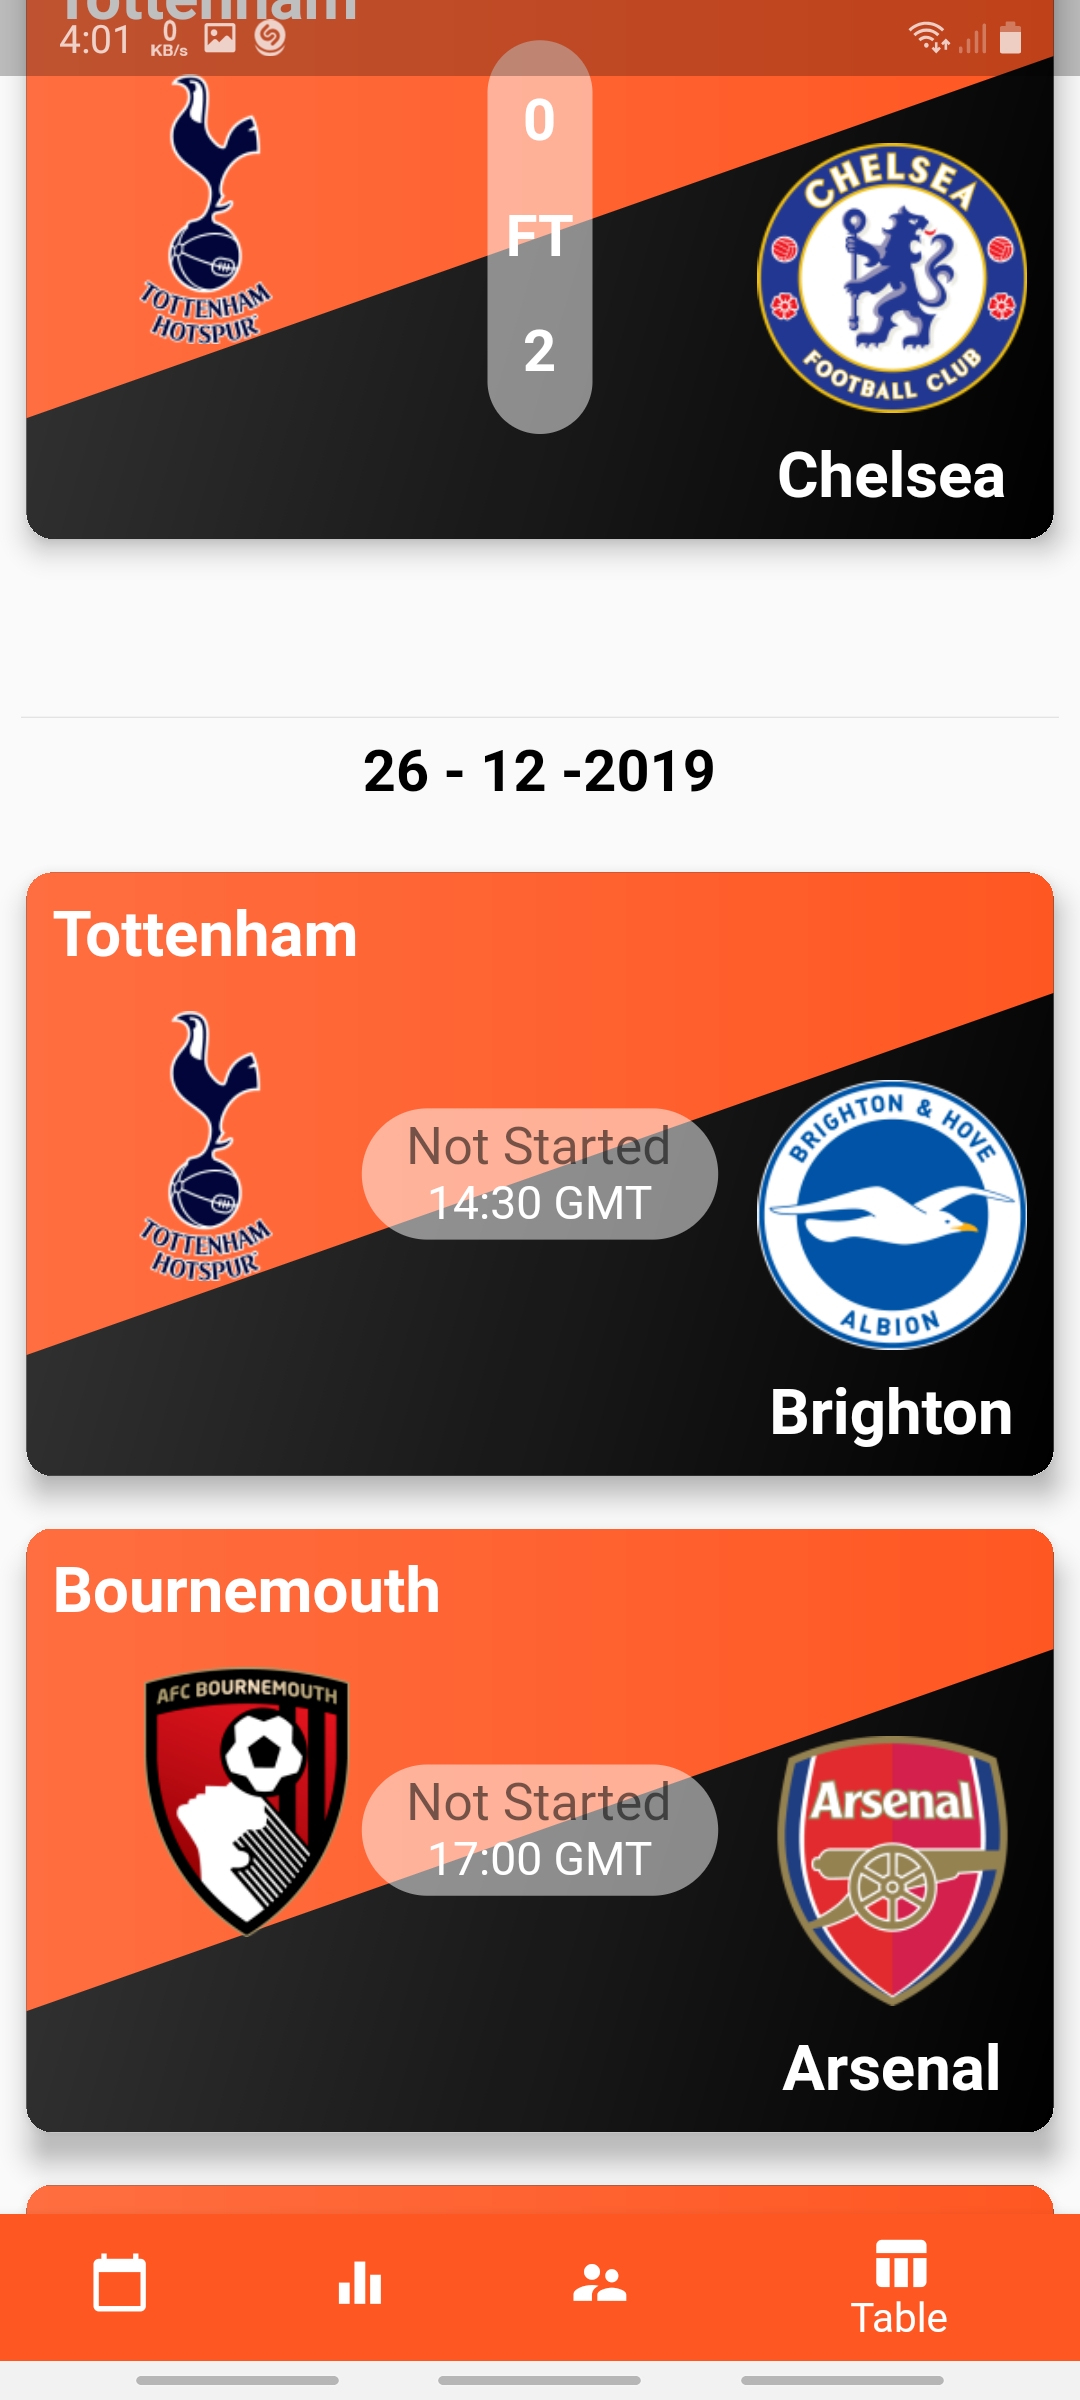 Tottenham
4:01
0
KB/s
0
FT
2
TOTTENHAM
HOTSPUR
CHELSEA
FOOTBALL CLUB
Chelsea
26 - 12 -2019
Tottenham
TOTTENHAM
HOTSPUR
Not Started
14:30 GMT
BRIGHTON & HOVE
ALBION
Brighton
Bournemouth
AFC BOURNEMOUTH
Not Started
17:00 GMT
Arsenal
Arsenal
Table